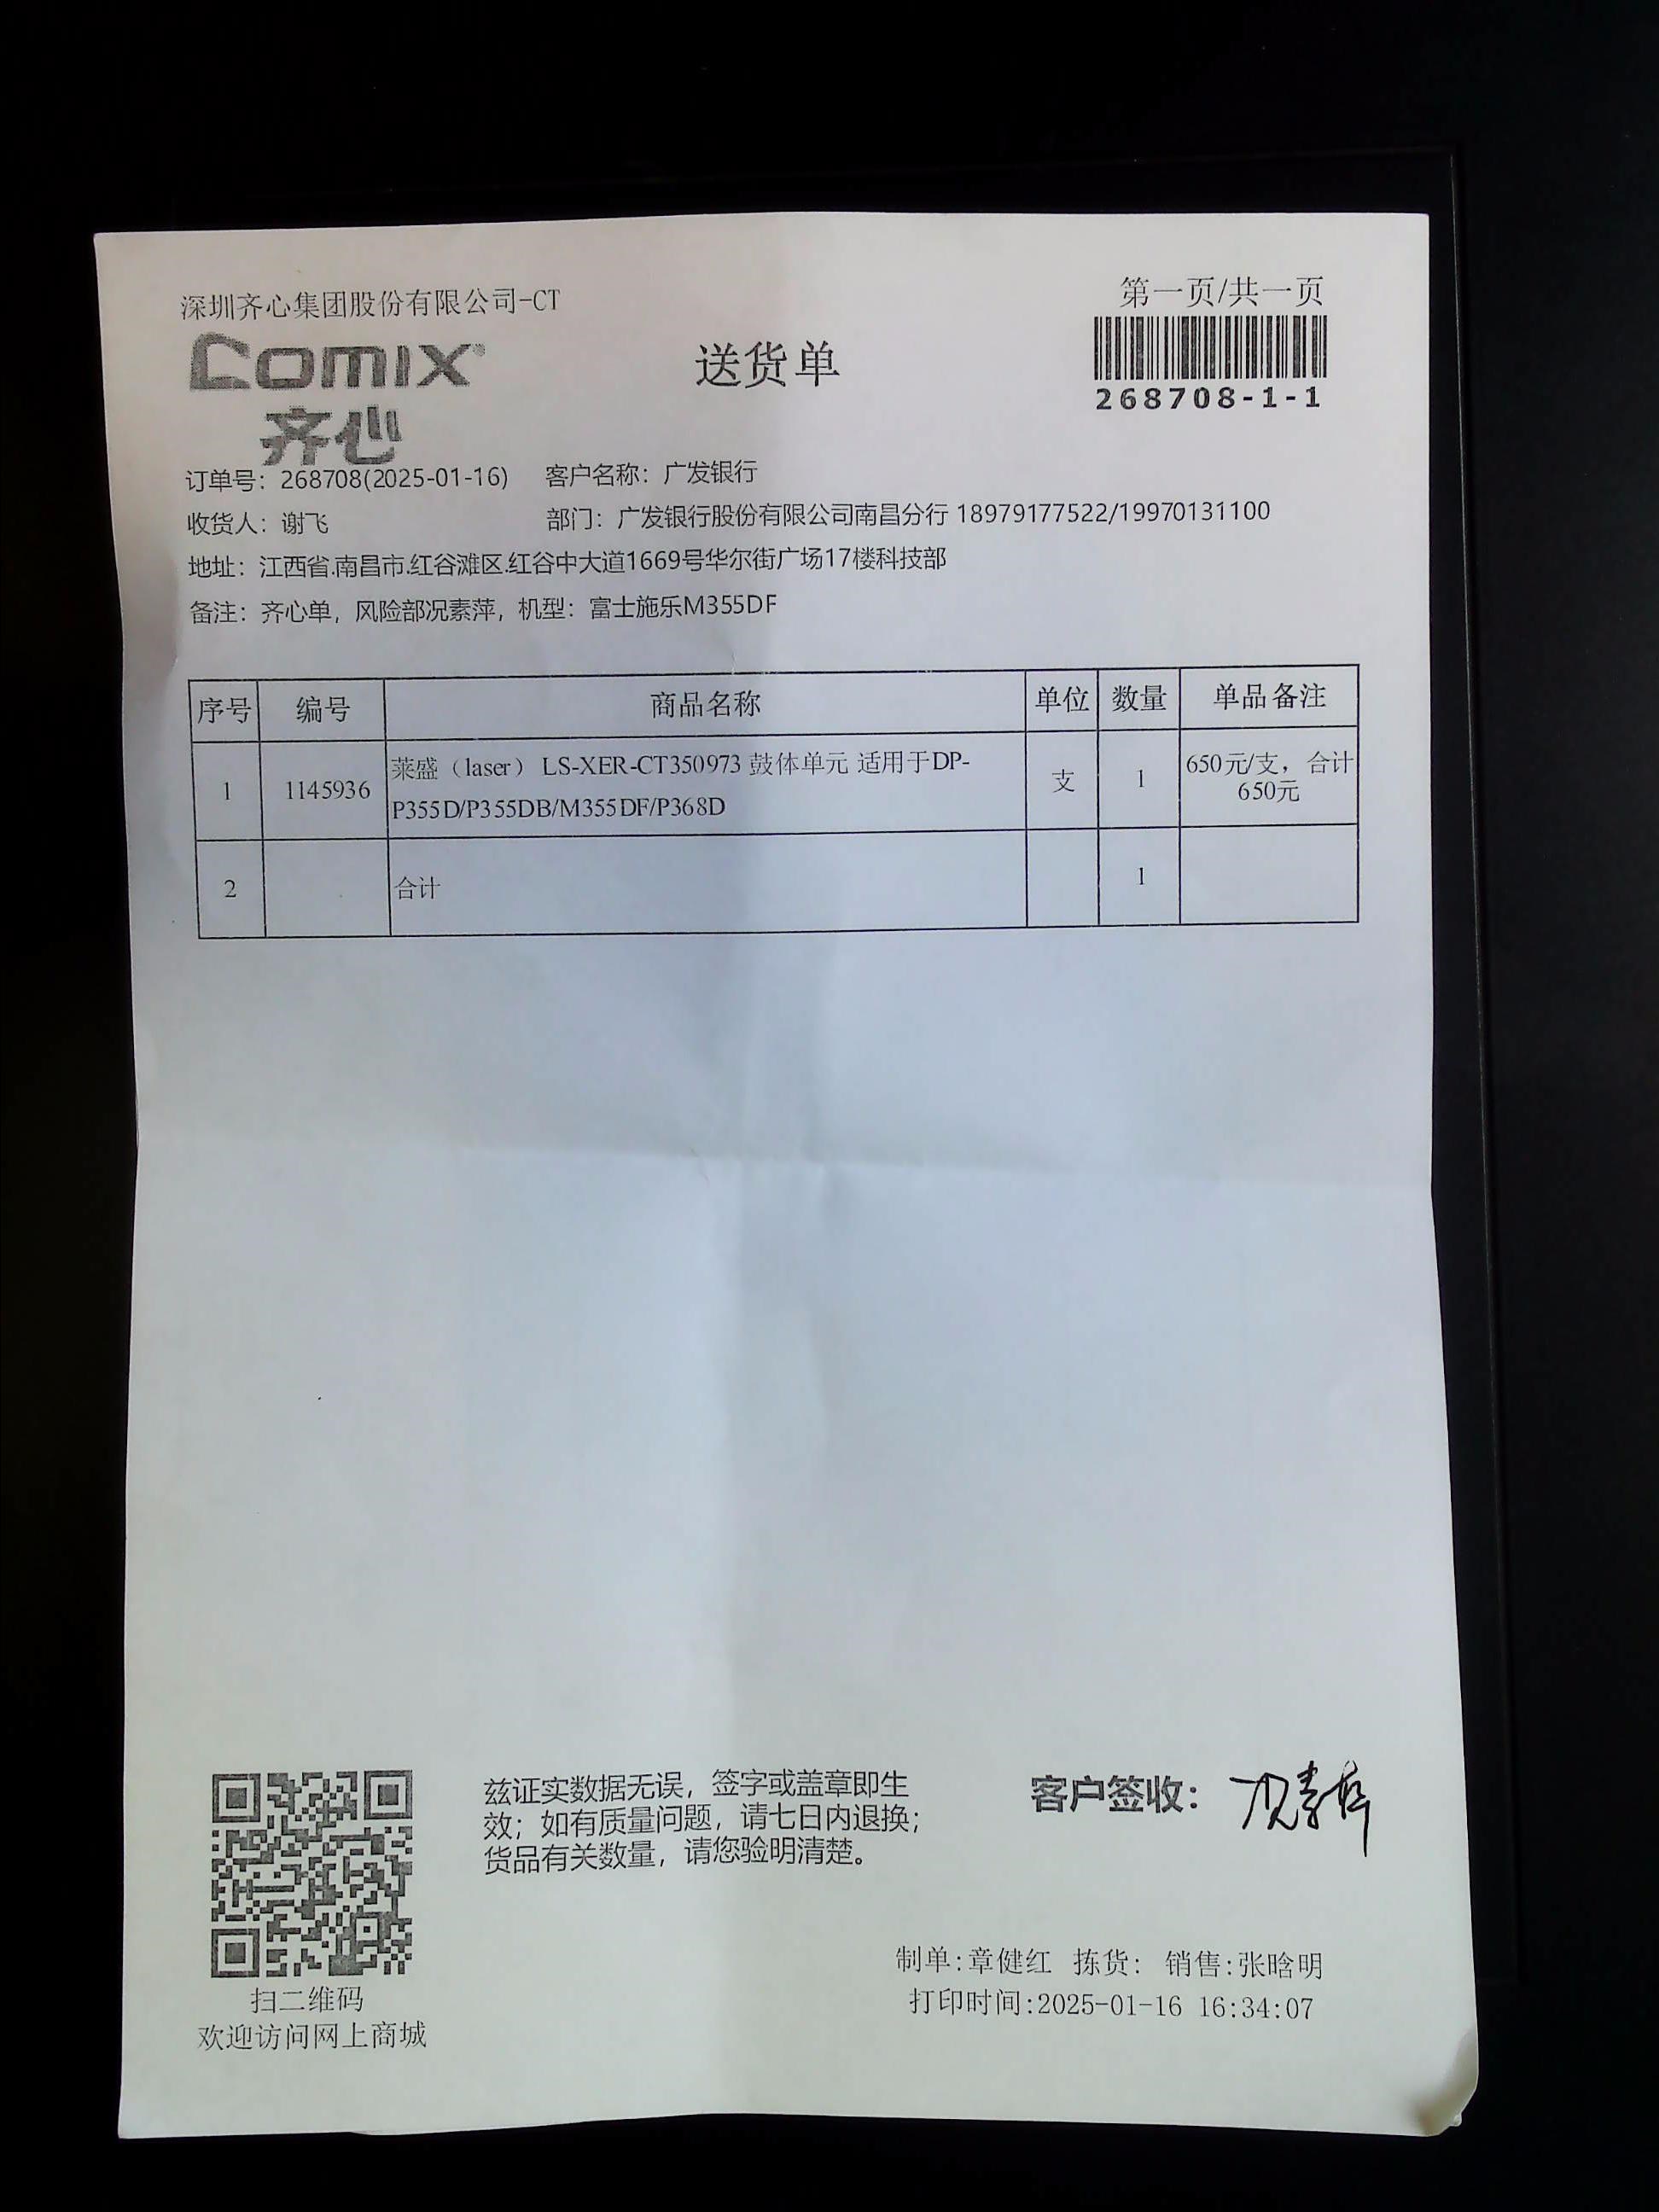 深圳齐心集团股份有限公司-CT
第一页/共一页
COMIX®
齐心
送货单
268708-1-1
订单号：268708(2025-01-16) 客户名称：广发银行
收货人：谢飞 部门：广发银行股份有限公司南昌分行 18979177522/19970131100
地址：江西省.南昌市.红谷滩区.红谷中大道1669号华尔街广场17楼科技部
备注：齐心单，风险部况素萍，机型：富士施乐M355DF
序号 编号 商品名称 单位 数量 单品备注
1 1145936 莱盛（laser） LS-XER-CT350973 鼓体单元 适用于DP-
P355D/P355DB/M355DF/P368D 支 1 650元/支，合计
650元
2 合计 1
兹证实数据无误，签字或盖章即生
效；如有质量问题，请七日内退换；
货品有关数量，请您验明清楚。
客户签收：况素萍
扫二维码
欢迎访问网上商城
制单:章健红 拣货: 销售:张晗明
打印时间:2025-01-16 16:34:07